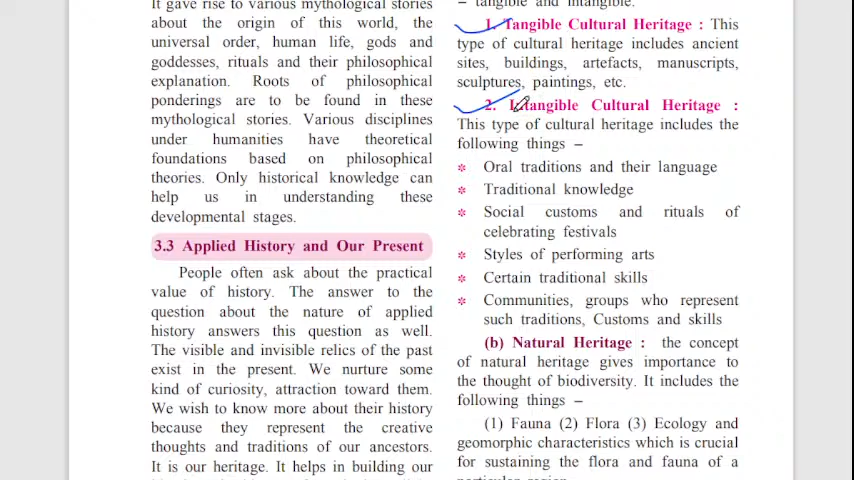 It gave rise to various mythological stories
about the origin of this world, the
universal order, human life, gods and
goddesses, rituals and their philosophical
explanation. Roots of philosophical
ponderings are to be found in these
mythological stories. Various disciplines
under humanities have theoretical
foundations based on philosophical
theories. Only historical knowledge can
help us in understanding these
developmental stages.
3.3 Applied History and Our Present
People often ask about the practical
value of history. The answer to the
question about the nature of applied
history answers this question as well.
The visible and invisible relics of the past
exist in the present. We nurture some
kind of curiosity, attraction toward them.
We wish to know more about their history
because they represent the creative
thoughts and traditions of our ancestors.
It is our heritage. It helps in building our
– tangible and intangible.
1. Tangible Cultural Heritage : This
type of cultural heritage includes ancient
sites, buildings, artefacts, manuscripts,
sculptures, paintings, etc.
2. Intangible Cultural Heritage :
This type of cultural heritage includes the
following things –
* Oral traditions and their language
* Traditional knowledge
* Social customs and rituals of
celebrating festivals
* Styles of performing arts
* Certain traditional skills
* Communities, groups who represent
such traditions, Customs and skills
(b) Natural Heritage : the concept
of natural heritage gives importance to
the thought of biodiversity. It includes the
following things –
(1) Fauna (2) Flora (3) Ecology and
geomorphic characteristics which is crucial
for sustaining the flora and fauna of a
particular region.